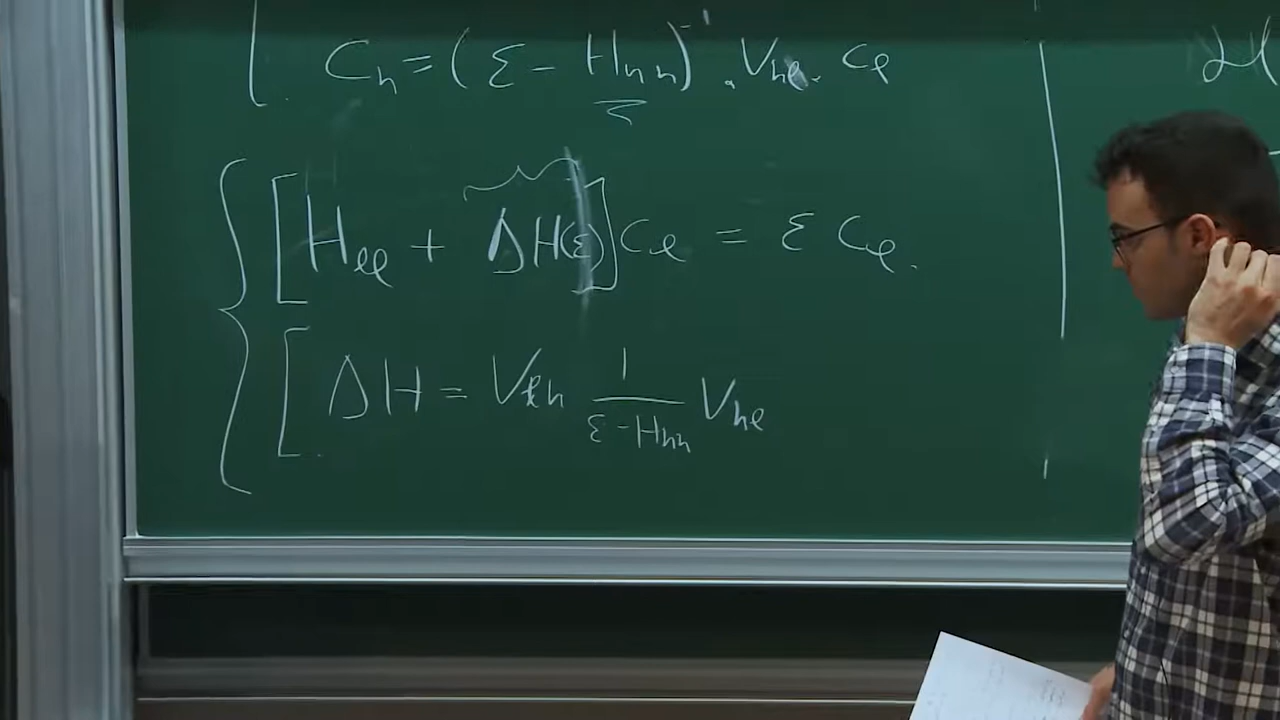 C_h = (ε - H_hh)^-1 . V_hℓ . c_ℓ
ℋ
[H_ℓℓ + ΔH(ε)] c_ℓ = ε c_ℓ .
[ΔH = V_ℓh 1/(ε - H_hh) V_hℓ